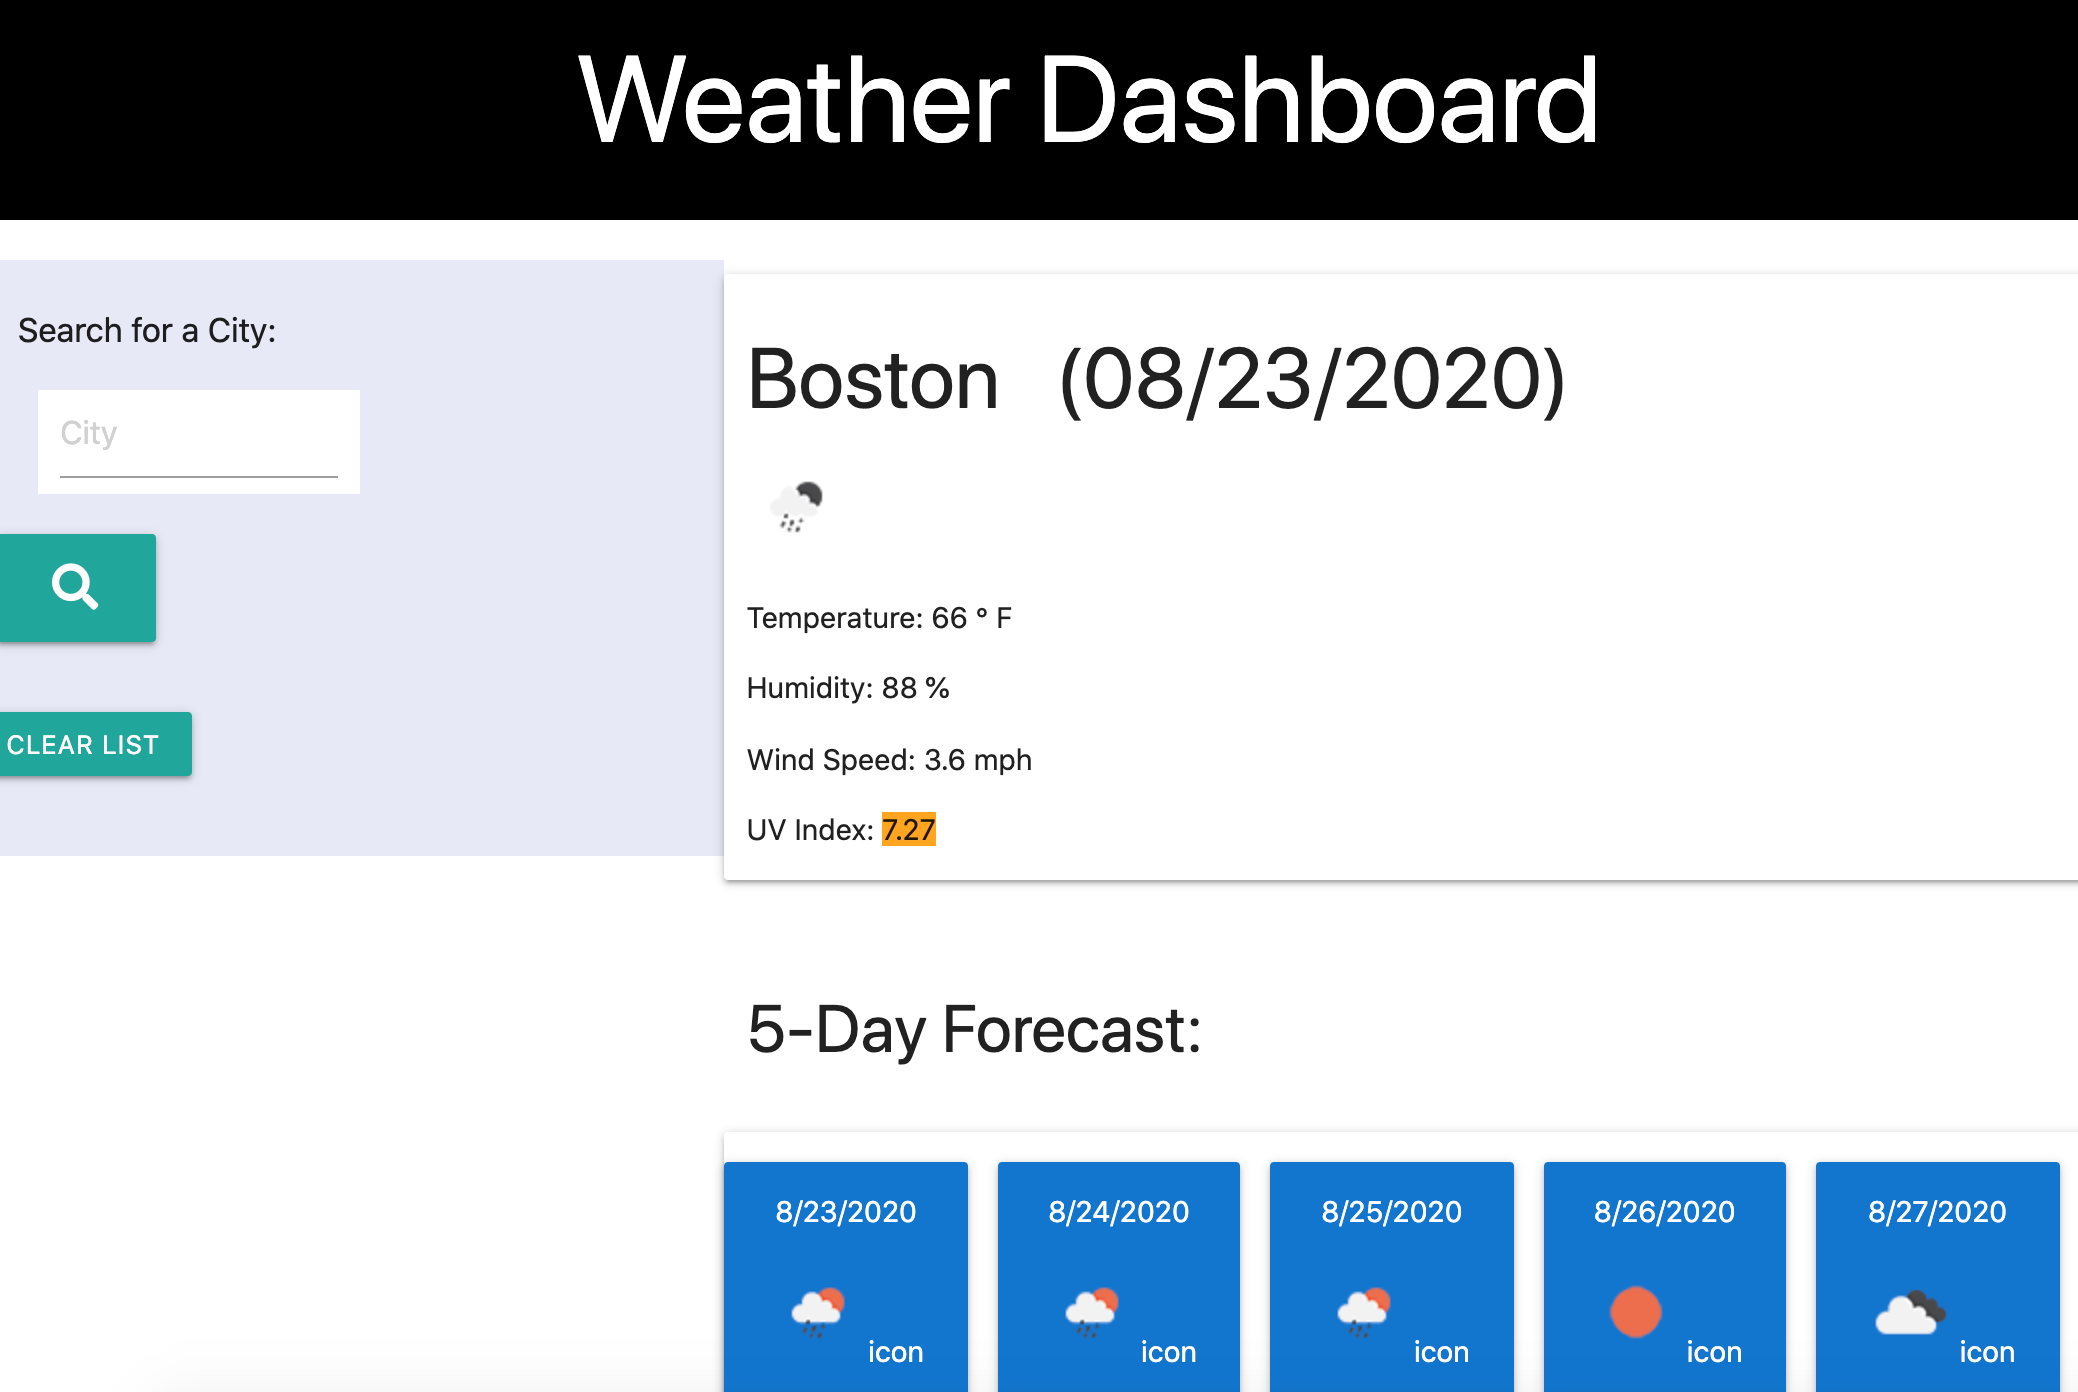 Weather Dashboard
Search for a City:
City
CLEAR LIST
Boston (08/23/2020)
Temperature: 66 ° F
Humidity: 88 %
Wind Speed: 3.6 mph
UV Index: 7.27
5-Day Forecast:
8/23/2020 8/24/2020 8/25/2020 8/26/2020 8/27/2020
icon icon icon icon icon